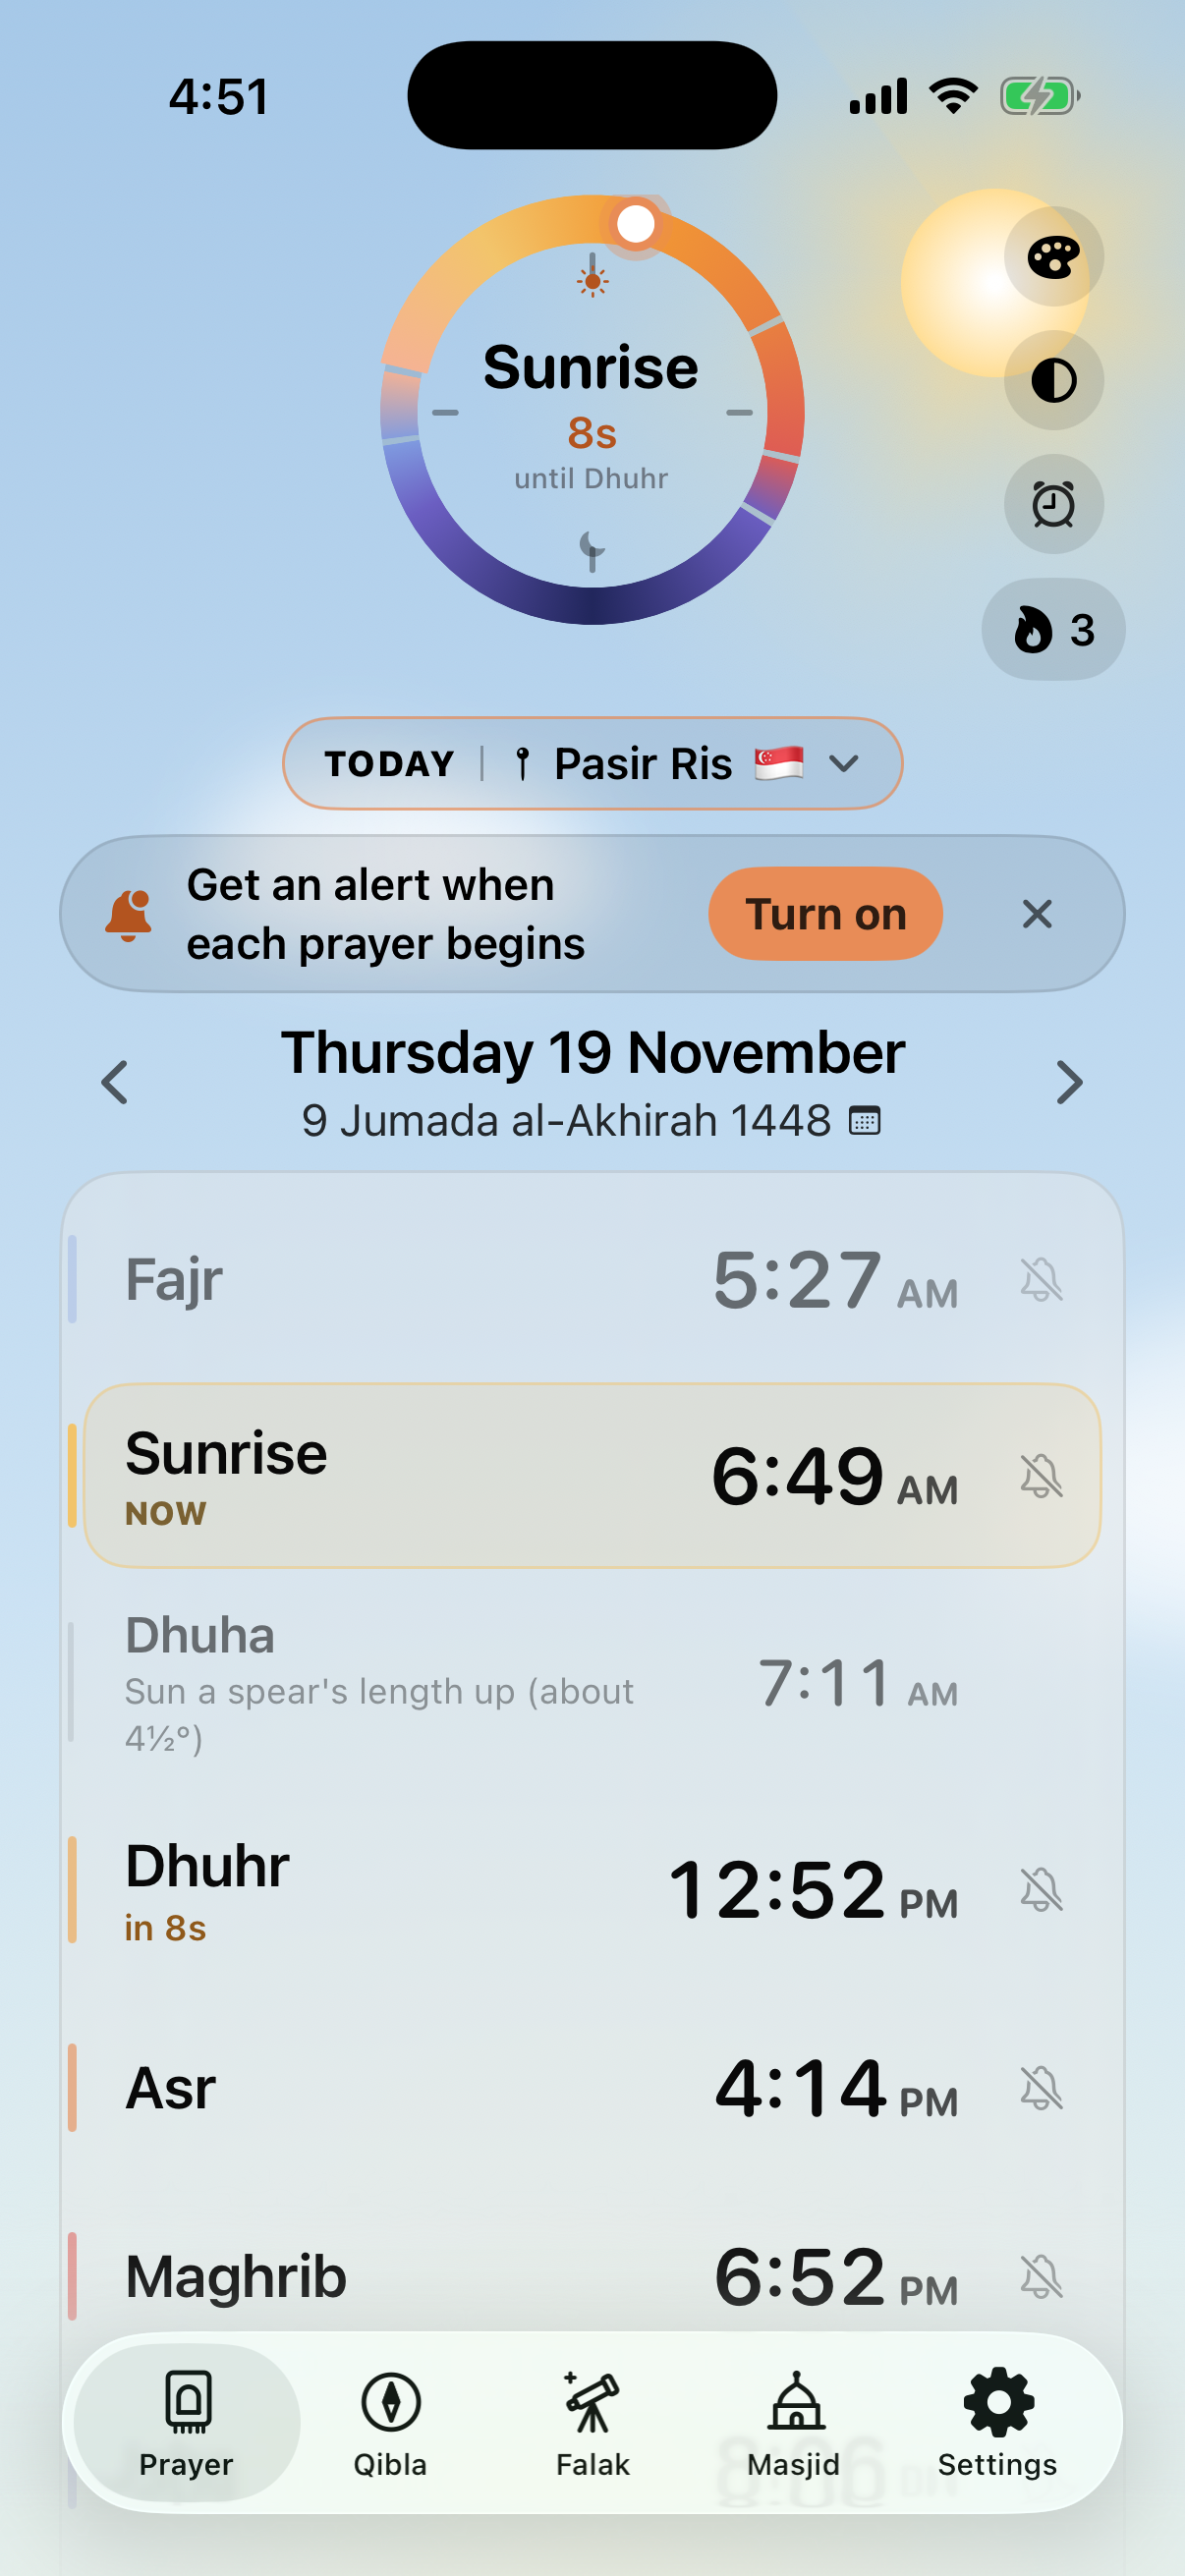 4:51
Sunrise
8s
until Dhuhr
3
TODAY | Pasir Ris 🇸🇬
Get an alert when
each prayer begins
Turn on
Thursday 19 November
9 Jumada al-Akhirah 1448
Fajr 5:27 AM
Sunrise 6:49 AM
NOW
Dhuha 7:11 AM
Sun a spear's length up (about
4½°)
Dhuhr 12:52 PM
in 8s
Asr 4:14 PM
Maghrib 6:52 PM
Prayer Qibla Falak Masjid Settings